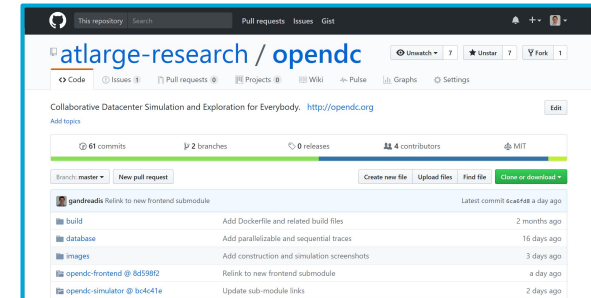 This repository Search Pull requests Issues Gist
atlarge-research / opendc Unwatch 7 Unstar 7 Fork 1
Code Issues 1 Pull requests 0 Projects 0 Wiki Pulse Graphs Settings
Collaborative Datacenter Simulation and Exploration for Everybody. http://opendc.org Edit
Add topics
61 commits 2 branches 0 releases 4 contributors MIT
Branch: master New pull request Create new file Upload files Find file Clone or download
gandreadis Relink to new frontend submodule Latest commit 6ca6fd8 a day ago
build Add Dockerfile and related build files 2 months ago
database Add parallelizable and sequential traces 16 days ago
images Add construction and simulation screenshots 3 days ago
opendc-frontend @ 8d598f2 Relink to new frontend submodule a day ago
opendc-simulator @ bc4c41e Update sub-module links 2 days ago